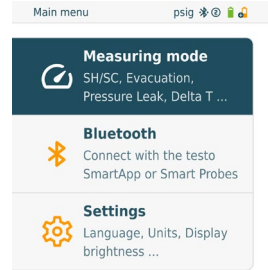 Main menu psig
Measuring mode
SH/SC, Evacuation,
Pressure Leak, Delta T ...
Bluetooth
Connect with the testo
SmartApp or Smart Probes
Settings
Language, Units, Display
brightness ...